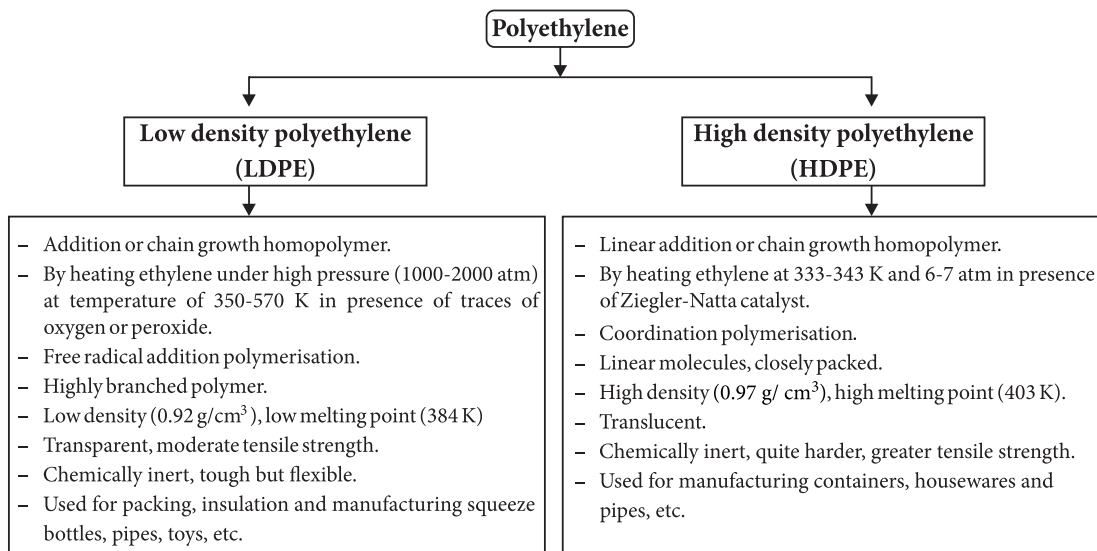 Polyethylene
Low density polyethylene
(LDPE)
High density polyethylene
(HDPE)
– Addition or chain growth homopolymer.
– By heating ethylene under high pressure (1000-2000 atm)
at temperature of 350-570 K in presence of traces of
oxygen or peroxide.
– Free radical addition polymerisation.
– Highly branched polymer.
– Low density (0.92 g/cm³), low melting point (384 K)
– Transparent, moderate tensile strength.
– Chemically inert, tough but flexible.
– Used for packing, insulation and manufacturing squeeze
bottles, pipes, toys, etc.
– Linear addition or chain growth homopolymer.
– By heating ethylene at 333-343 K and 6-7 atm in presence
of Ziegler-Natta catalyst.
– Coordination polymerisation.
– Linear molecules, closely packed.
– High density (0.97 g/ cm³), high melting point (403 K).
– Translucent.
– Chemically inert, quite harder, greater tensile strength.
– Used for manufacturing containers, housewares and
pipes, etc.